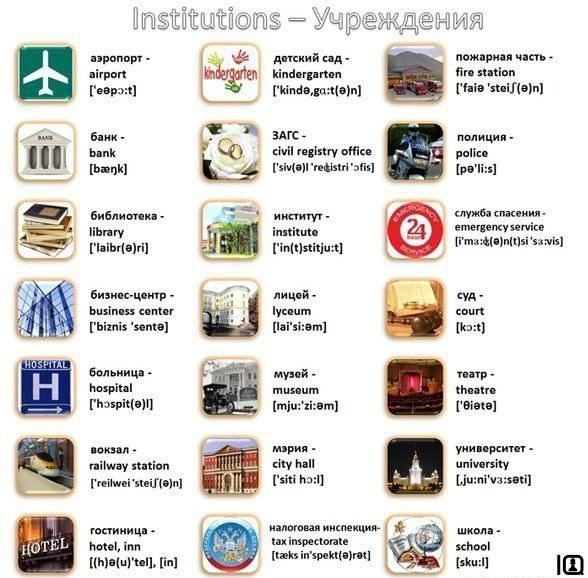 Institutions – Учреждения
аэропорт -
airport
['eəpɔ:t]
kindergarten
детский сад -
kindergarten
['kində,gɑ:t(ə)n]
пожарная часть -
fire station
['faiə 'steiʃ(ə)n]
BANK
банк -
bank
[bæŋk]
ЗАГС -
civil registry office
['siv(ə)l 'reʤistri 'ɔfis]
полиция -
police
[pə'li:s]
библиотека -
library
['laibr(ə)ri]
институт -
institute
['in(t)stitju:t]
EMERGENCY
24
hour
SERVICE
служба спасения -
emergency service
[i'mɜ:ʤ(ə)n(t)si 'sɜ:vis]
бизнес-центр -
business center
['biznis 'sentə]
лицей -
lyceum
[lai'si:əm]
суд -
court
[kɔ:t]
HOSPITAL
H
больница -
hospital
['hɔspit(ə)l]
музей -
museum
[mju:'zi:əm]
театр -
theatre
['θiətə]
вокзал -
railway station
['reilwei 'steiʃ(ə)n]
мэрия -
city hall
['siti hɔ:l]
университет -
university
[,ju:ni'vɜ:səti]
HOTEL
гостиница -
hotel, inn
[(h)ə(u)'tel], [in]
налоговая инспекция-
tax inspectorate
[tæks in'spekt(ə)rət]
школа -
school
[sku:l]